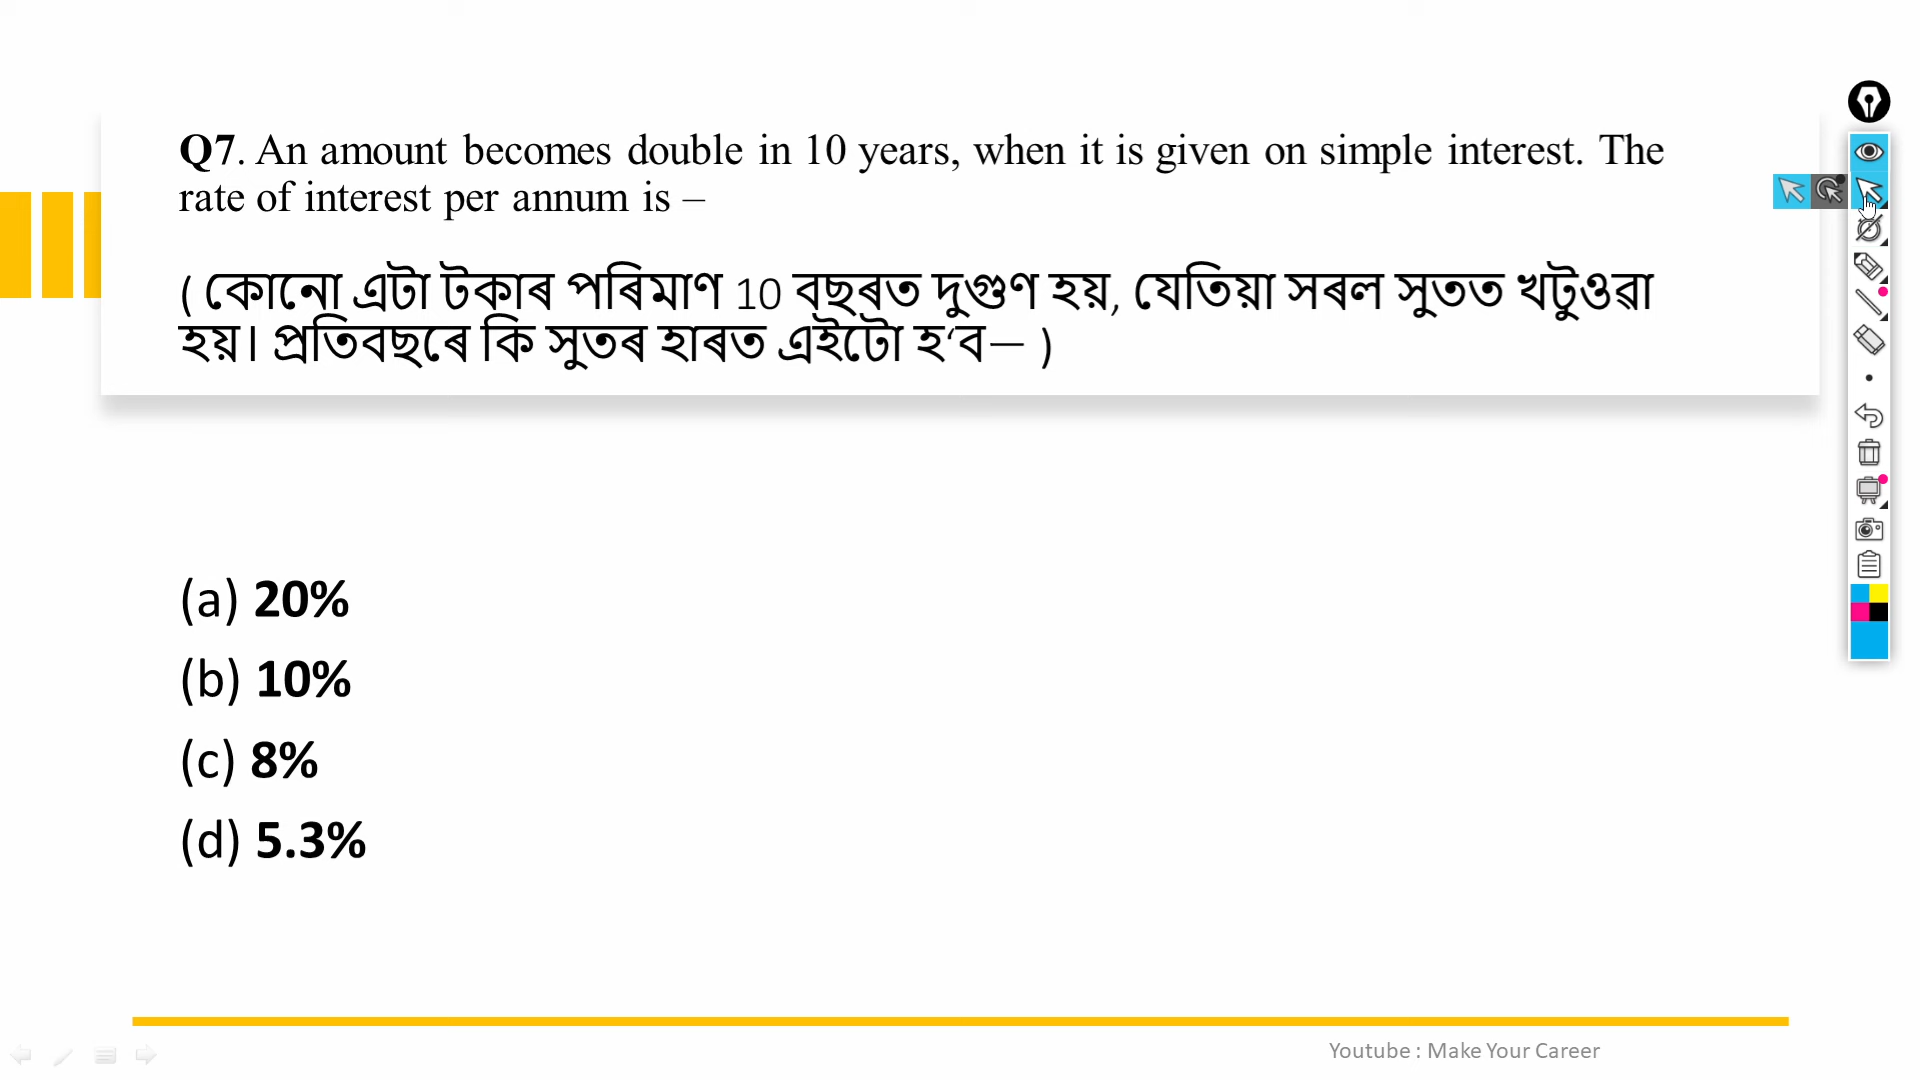 Q7. An amount becomes double in 10 years, when it is given on simple interest. The
rate of interest per annum is –
( কোনো এটা টকাৰ পৰিমাণ 10 বছৰত দুগুণ হয়, যেতিয়া সৰল সুতত খটুওৱা
হয়। প্ৰতিবছৰে কি সুতৰ হাৰত এইটো হ‘ব— )
(a) 20%
(b) 10%
(c) 8%
(d) 5.3%
Youtube : Make Your Career